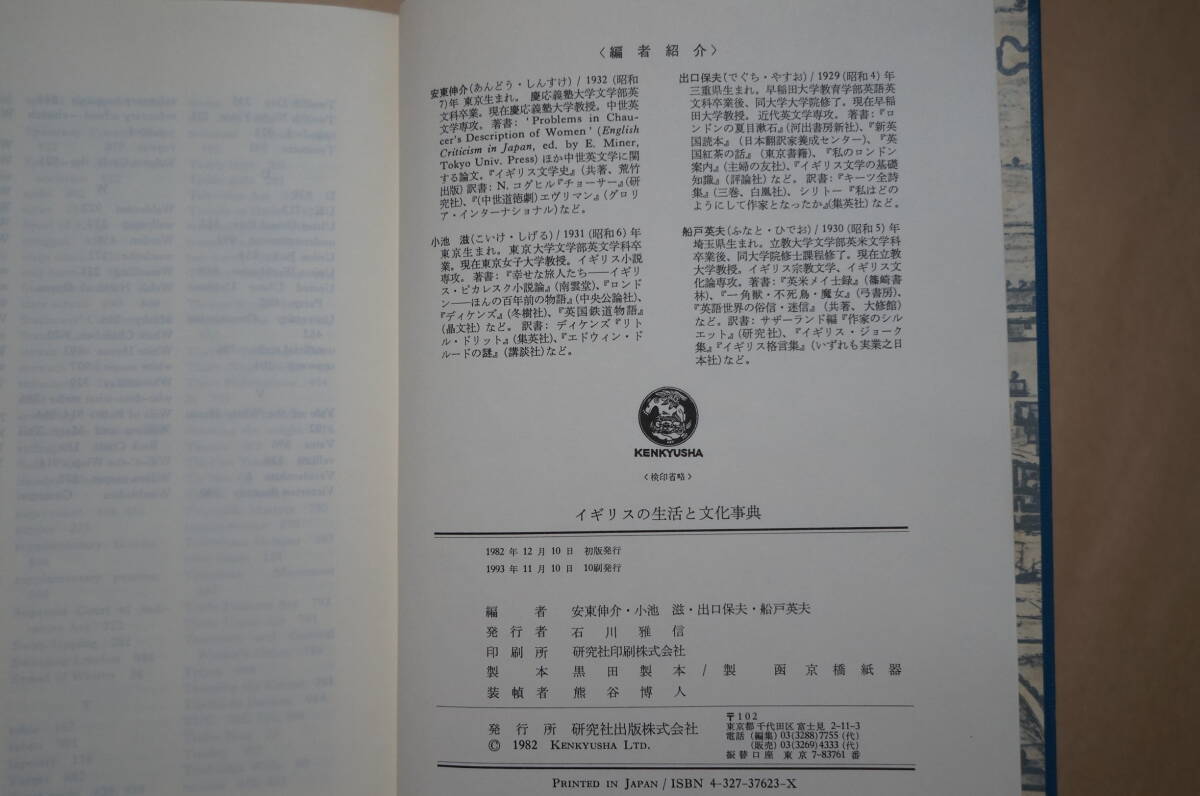 〈編者紹介〉
安東伸介(あんどう・しんすけ) / 1932 (昭和
7)年 東京生まれ。 慶応義塾大学文学部英
文科卒業。現在慶応義塾大学教授。中世英
文学専攻。 著書: ‘Problems in Chau-
cer's Description of Women’ (English
Criticism in Japan, ed. by E. Miner,
Tokyo Univ. Press) ほか中世英文学に関
する論文。『イギリス文学史』(共著、荒竹
出版) 訳書: N. コグヒル『チョーサー』(研
究社)、『(中世道徳劇)エヴリマン』(グロリ
ア・インターナショナル)など。
小池 滋(こいけ・しげる) / 1931 (昭和6) 年
東京生まれ。 東京大学文学部英文学科卒
業。現在東京女子大学教授。イギリス小説
専攻。 著書: 『幸せな旅人たち——イギリ
ス・ピカレスク小説論』(南雲堂)、『ロンド
ン——ほんの百年前の物語』(中央公論社)、
『ディケンズ』(冬樹社)、『英国鉄道物語』
(晶文社) など。 訳書: ディケンズ『リト
ル・ドリット』(集英社)、『エドウィン・ド
ルードの謎』(講談社)など。
出口保夫(でぐち・やすお) / 1929 (昭和4) 年
三重県生まれ。早稲田大学教育学部英語英
文科卒業後、同大学大学院修了。現在早稲
田大学教授。 近代英文学専攻。著書:『ロ
ンドンの夏目漱石』(河出書房新社)、『新英
国読本』(日本翻訳家養成センター)、『英
国紅茶の話』(東京書籍)、『私のロンドン
案内』(主婦の友社)、『イギリス文学の基礎
知識』(評論社) など。 訳書:『キーツ全詩
集』(三巻、白凰社)、シリトー『私はどの
ようにして作家となったか』(集英社)など。
船戸英夫(ふなと・ひでお) / 1930 (昭和5) 年
埼玉県生まれ。立教大学文学部英米文学科
卒業後、同大学院修士課程修了。現在立教
大学教授。イギリス宗教文学、イギリス文
化論専攻。著書:『英米メイ士録』(篠崎書
林)、『一角獣・不死鳥・魔女』(弓書房)、
『英語世界の俗信・迷信』(共著、大修館)
など。訳書:サザーランド編『作家のシル
エット』(研究社)、『イギリス・ジョーク
集』『イギリス格言集』(いずれも実業之日
本社)など。
KENKYUSHA
〈検印省略〉
イギリスの生活と文化事典
1982 年 12 月 10 日 初版発行
1993 年 11 月 10 日 10刷発行
編者 安東伸介・小池 滋・出口保夫・船戸英夫
発行者 石川雅信
印刷所 研究社印刷株式会社
製本 黒田製本/製函 京橋紙器
装幀者 熊谷博人
発行所 研究社出版株式会社
© 1982 KENKYUSHA LTD.
〒102
東京都千代田区富士見 2-11-3
電話 (編集) 03(3288)7755 (代)
(販売) 03(3269)4333 (代)
振替口座 東京 7-83761 番
PRINTED IN JAPAN / ISBN 4-327-37623-X